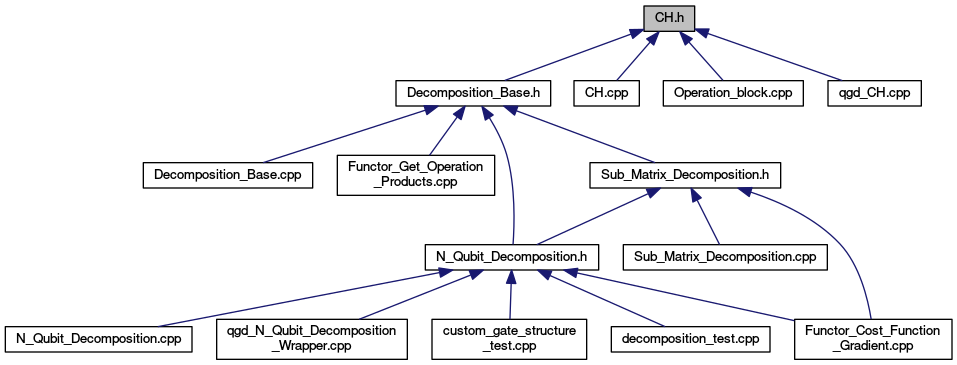 CH.h
Decomposition_Base.h
CH.cpp
Operation_block.cpp
qgd_CH.cpp
Decomposition_Base.cpp
Functor_Get_Operation
_Products.cpp
Sub_Matrix_Decomposition.h
N_Qubit_Decomposition.h
Sub_Matrix_Decomposition.cpp
N_Qubit_Decomposition.cpp
qgd_N_Qubit_Decomposition
_Wrapper.cpp
custom_gate_structure
_test.cpp
decomposition_test.cpp
Functor_Cost_Function
_Gradient.cpp